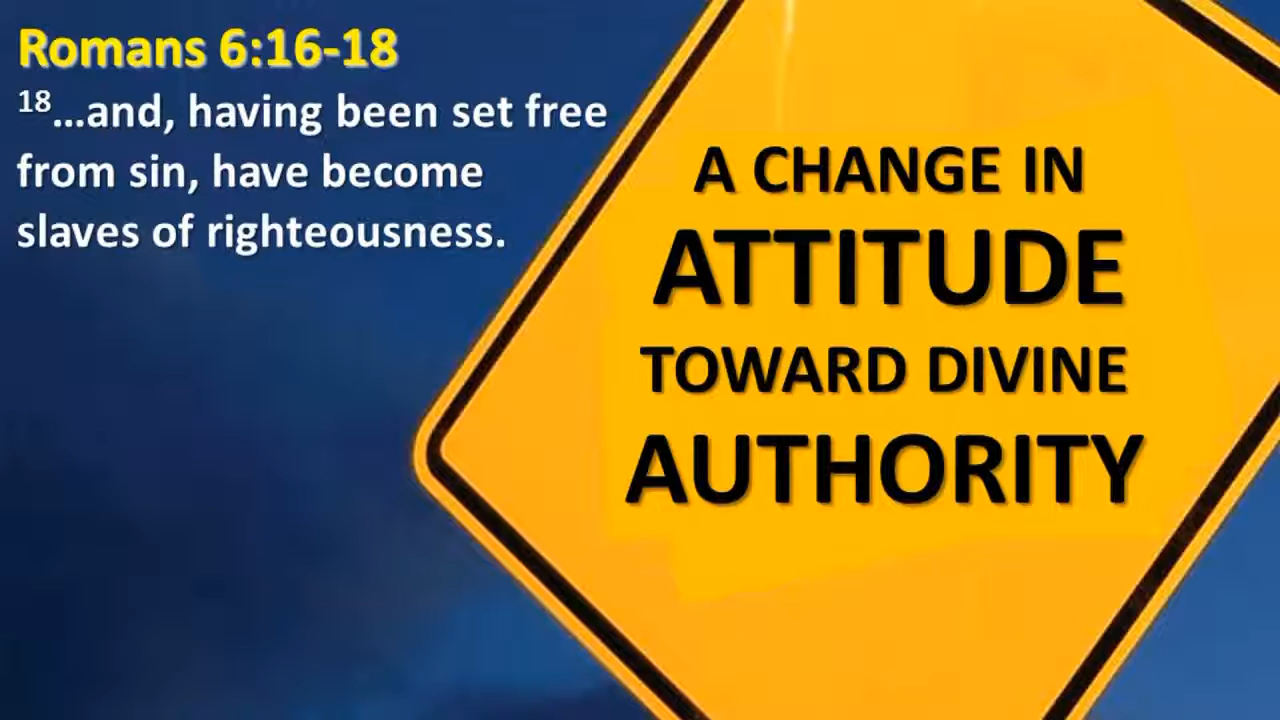 Romans 6:16-18
18...and, having been set free
from sin, have become
slaves of righteousness.
A CHANGE IN
ATTITUDE
TOWARD DIVINE
AUTHORITY